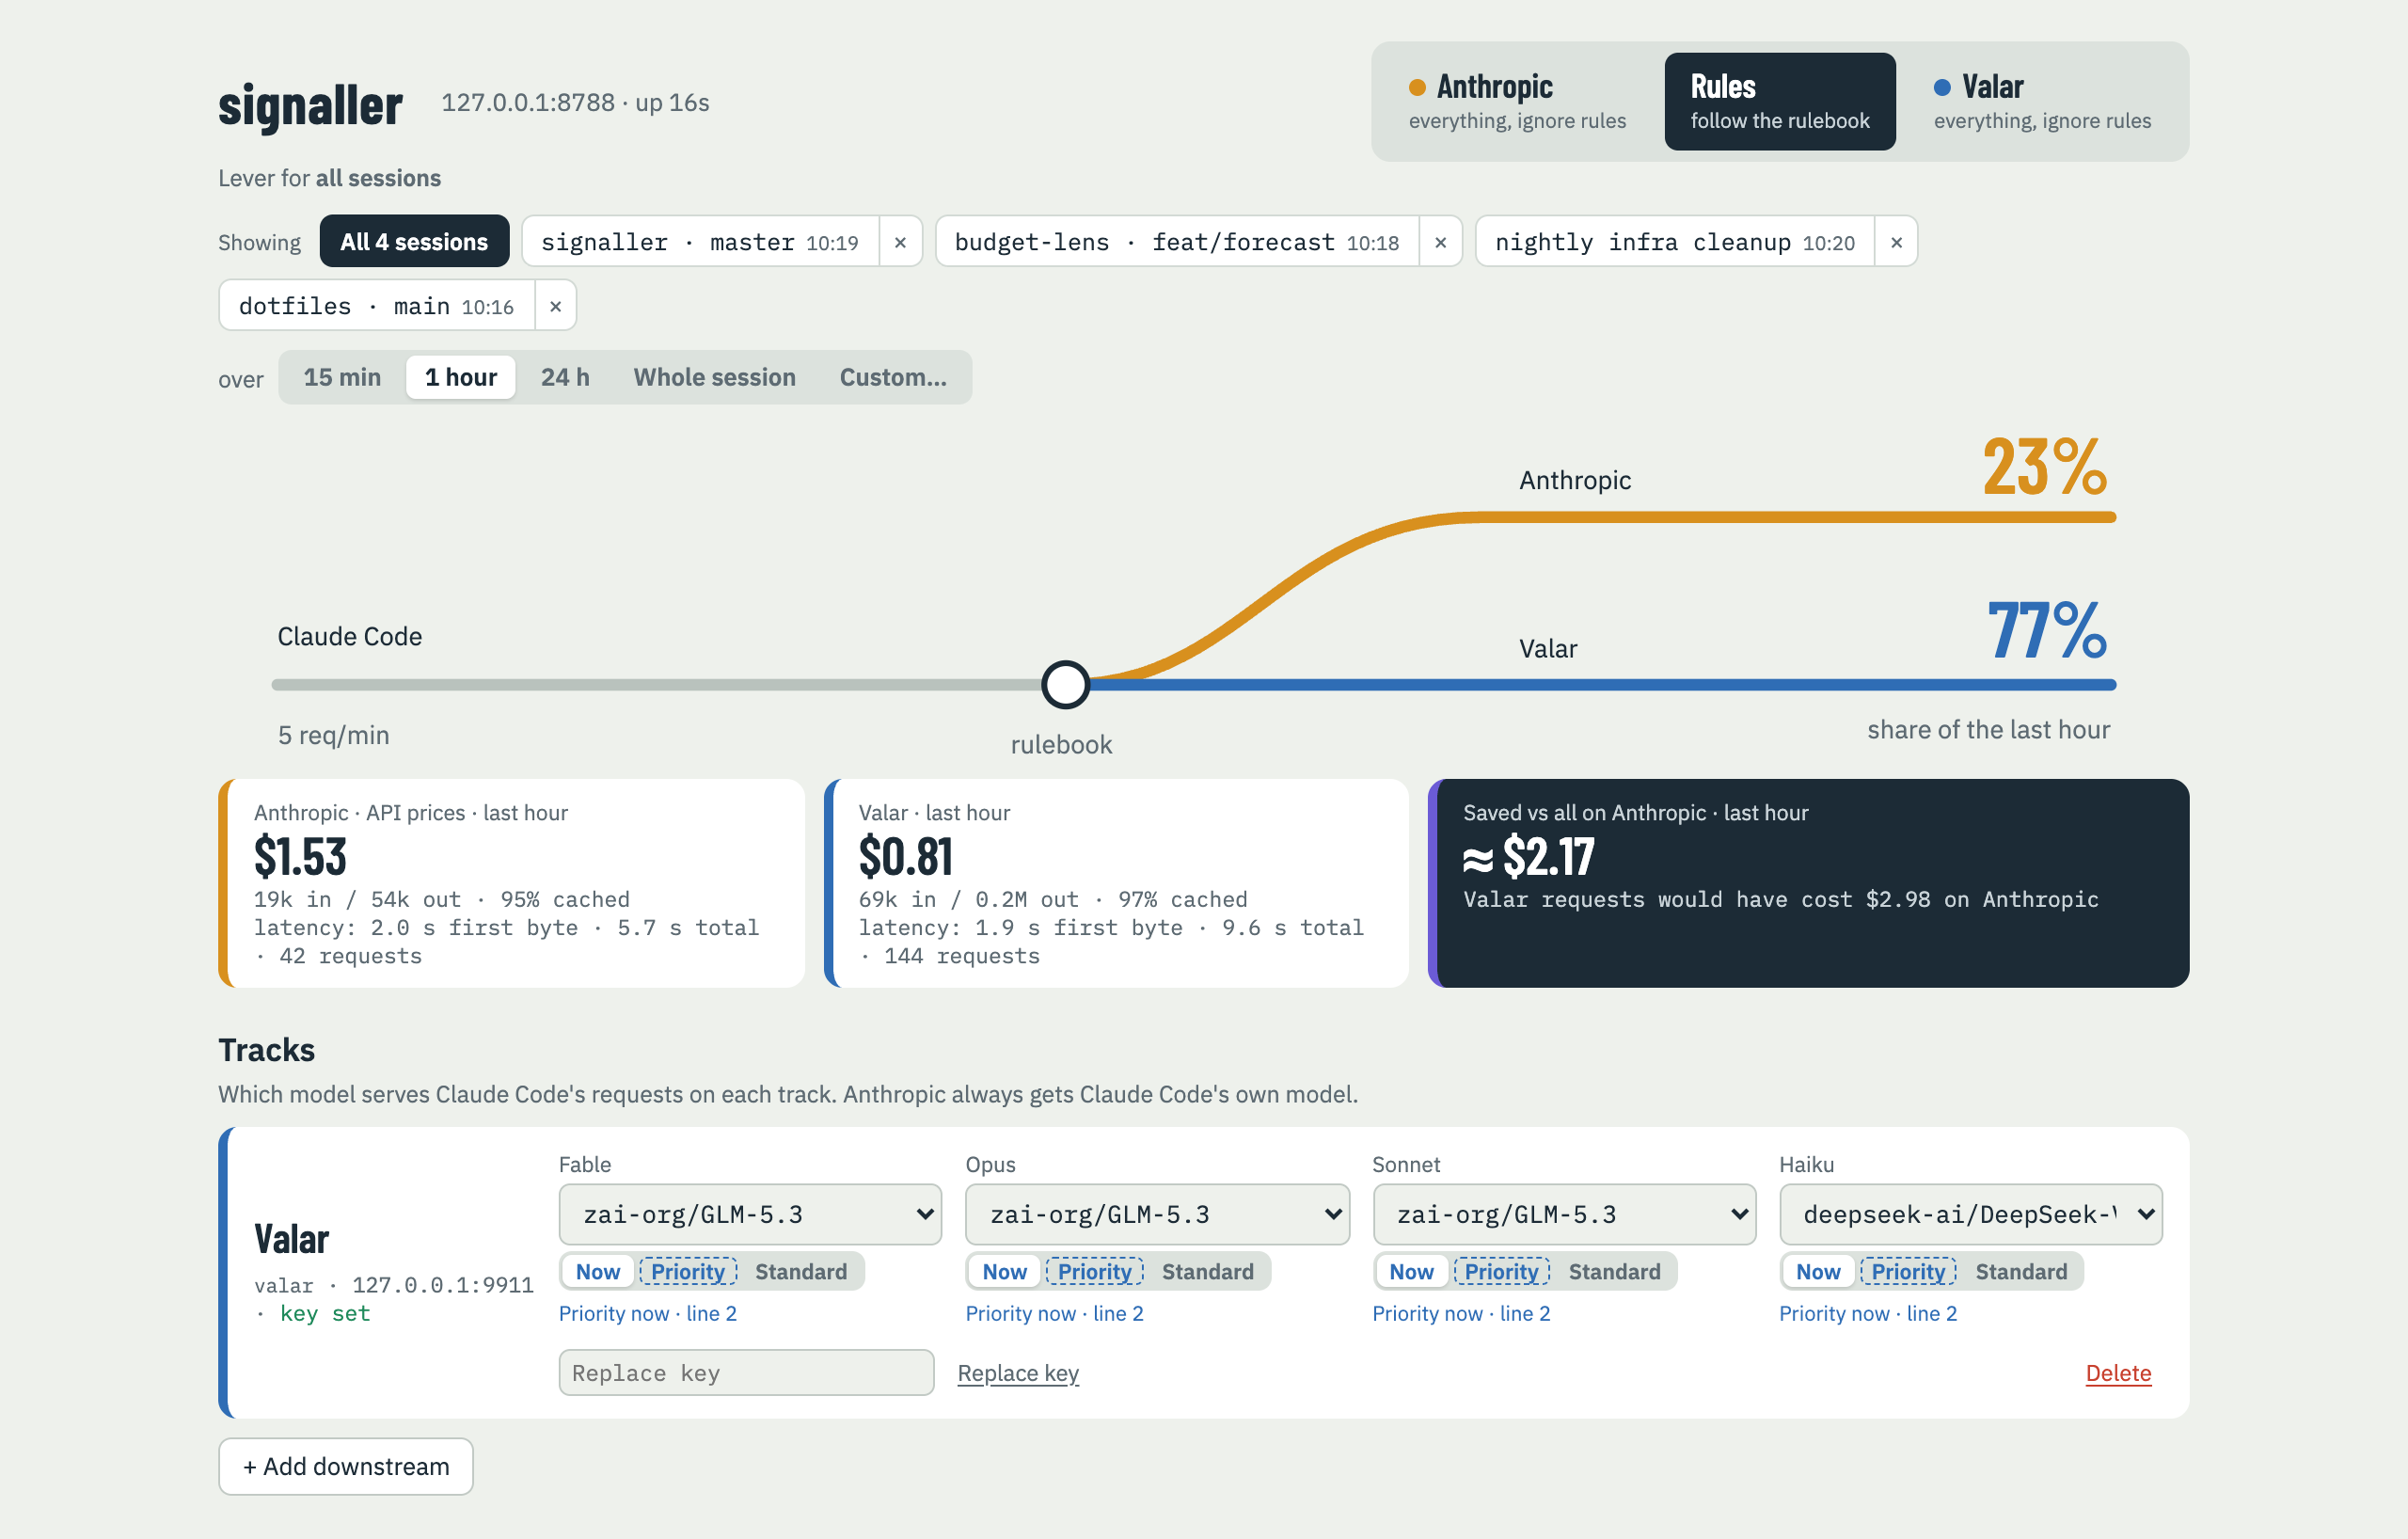 signaller
127.0.0.1:8788 · up 16s
Anthropic
everything, ignore rules
Rules
follow the rulebook
Valar
everything, ignore rules
Lever for all sessions
Showing
All 4 sessions
signaller · master 10:19 ×
budget-lens · feat/forecast 10:18 ×
nightly infra cleanup 10:20 ×
dotfiles · main 10:16 ×
over
15 min
1 hour
24 h
Whole session
Custom...
Anthropic
23%
Claude Code
Valar
77%
5 req/min
rulebook
share of the last hour
Anthropic · API prices · last hour
$1.53
19k in / 54k out · 95% cached
latency: 2.0 s first byte · 5.7 s total
· 42 requests
Valar · last hour
$0.81
69k in / 0.2M out · 97% cached
latency: 1.9 s first byte · 9.6 s total
· 144 requests
Saved vs all on Anthropic · last hour
≈ $2.17
Valar requests would have cost $2.98 on Anthropic
Tracks
Which model serves Claude Code's requests on each track. Anthropic always gets Claude Code's own model.
Valar
valar · 127.0.0.1:9911
· key set
Fable
zai-org/GLM-5.3
Now Priority Standard
Priority now · line 2
Opus
zai-org/GLM-5.3
Now Priority Standard
Priority now · line 2
Sonnet
zai-org/GLM-5.3
Now Priority Standard
Priority now · line 2
Haiku
deepseek-ai/DeepSeek-
Now Priority Standard
Priority now · line 2
Replace key
Replace key
Delete
+ Add downstream